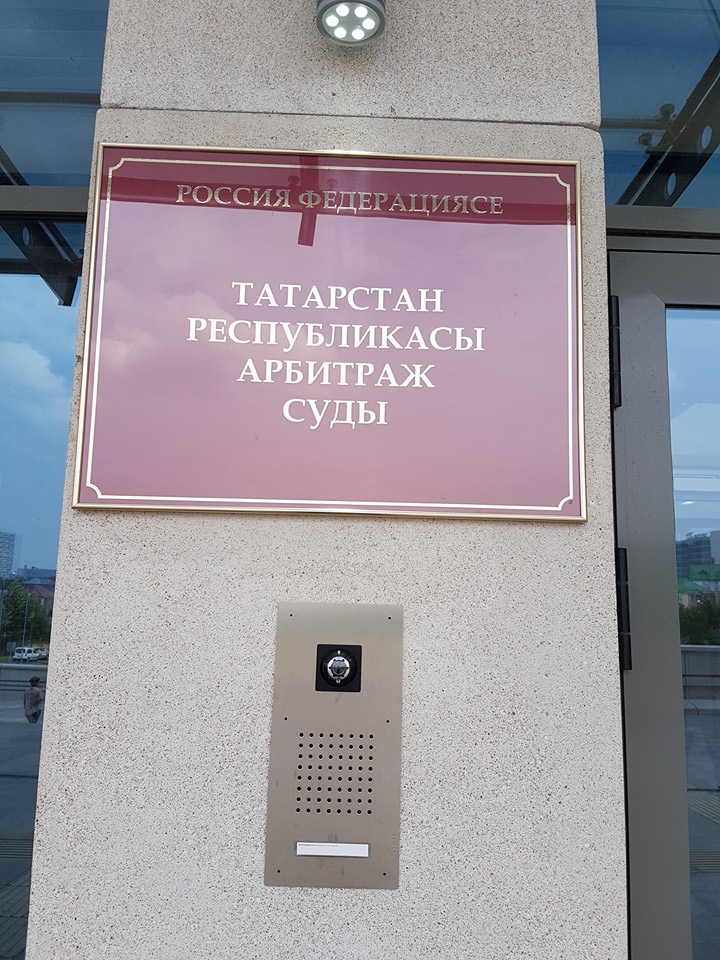 РОССИЯ ФЕДЕРАЦИЯСЕ
ТАТАРСТАН
РЕСПУБЛИКАСЫ
АРБИТРАЖ
СУДЫ